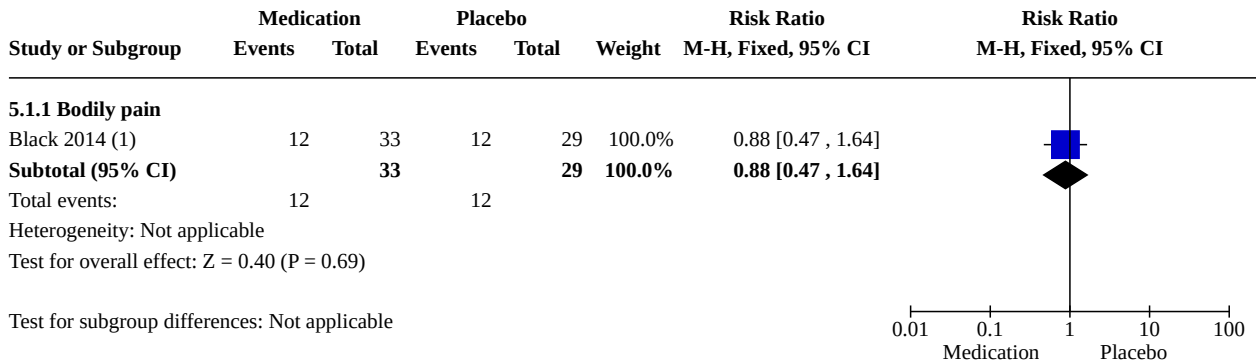 Medication Placebo Risk Ratio Risk Ratio
Study or Subgroup Events Total Events Total Weight M-H, Fixed, 95% CI M-H, Fixed, 95% CI
5.1.1 Bodily pain
Black 2014 (1) 12 33 12 29 100.0% 0.88 [0.47 , 1.64]
Subtotal (95% CI) 33 29 100.0% 0.88 [0.47 , 1.64]
Total events: 12 12
Heterogeneity: Not applicable
Test for overall effect: Z = 0.40 (P = 0.69)
Test for subgroup differences: Not applicable
0.01 0.1 1 10 100
Medication Placebo